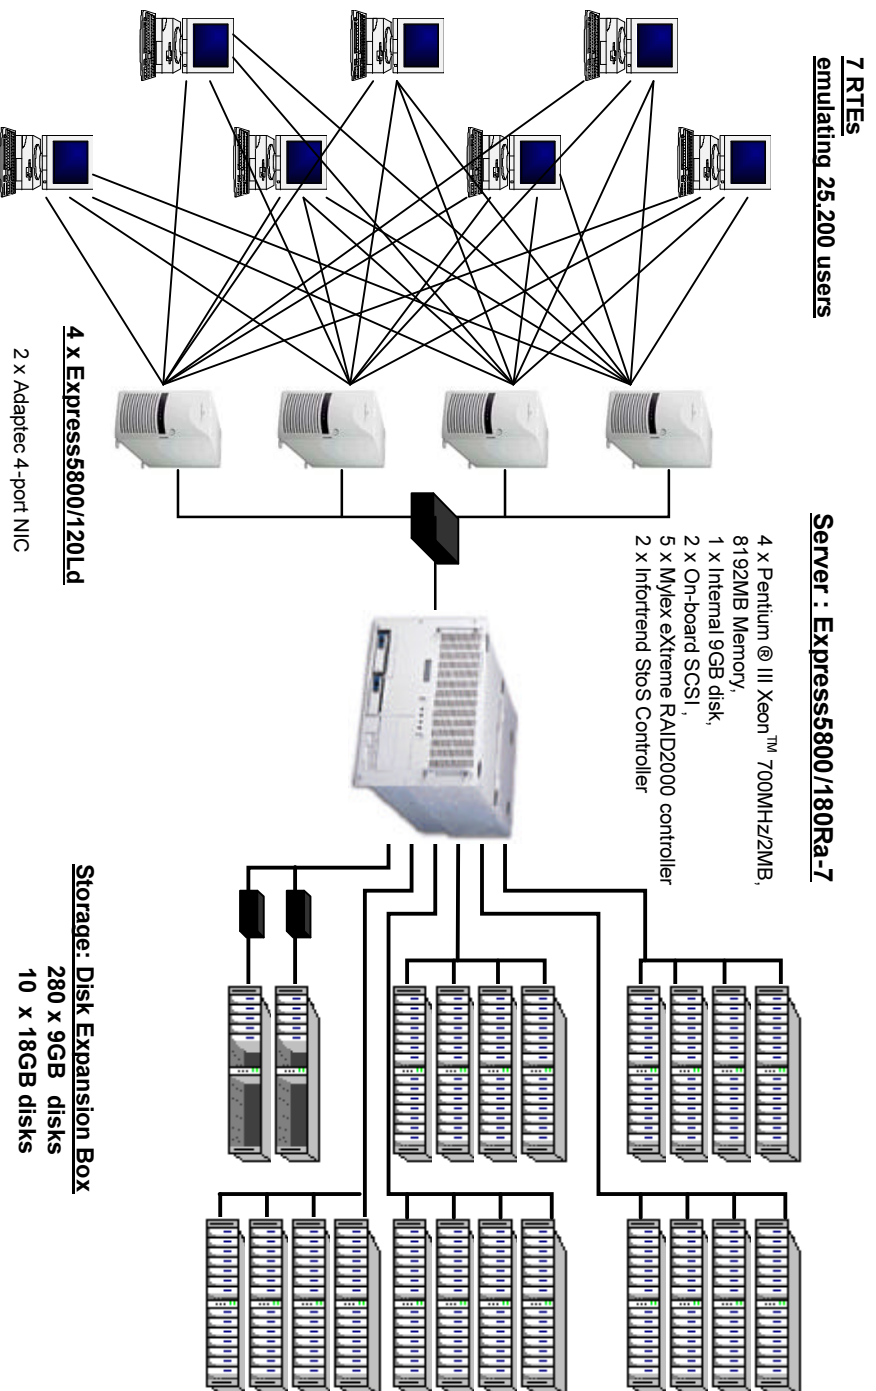 7 RTEs
emulating 25,200 users
4 x Express5800/120Ld
2 x Adaptec 4-port NIC
Server : Express5800/180Ra-7
4 x Pentium ® III Xeon™ 700MHz/2MB,
8192MB Memory,
1 x Internal 9GB disk,
2 x On-board SCSI,
5 x Mylex eXtreme RAID2000 controller
2 x Infortrend StoS Controller
Storage: Disk Expansion Box
280 x 9GB disks
10 x 18GB disks